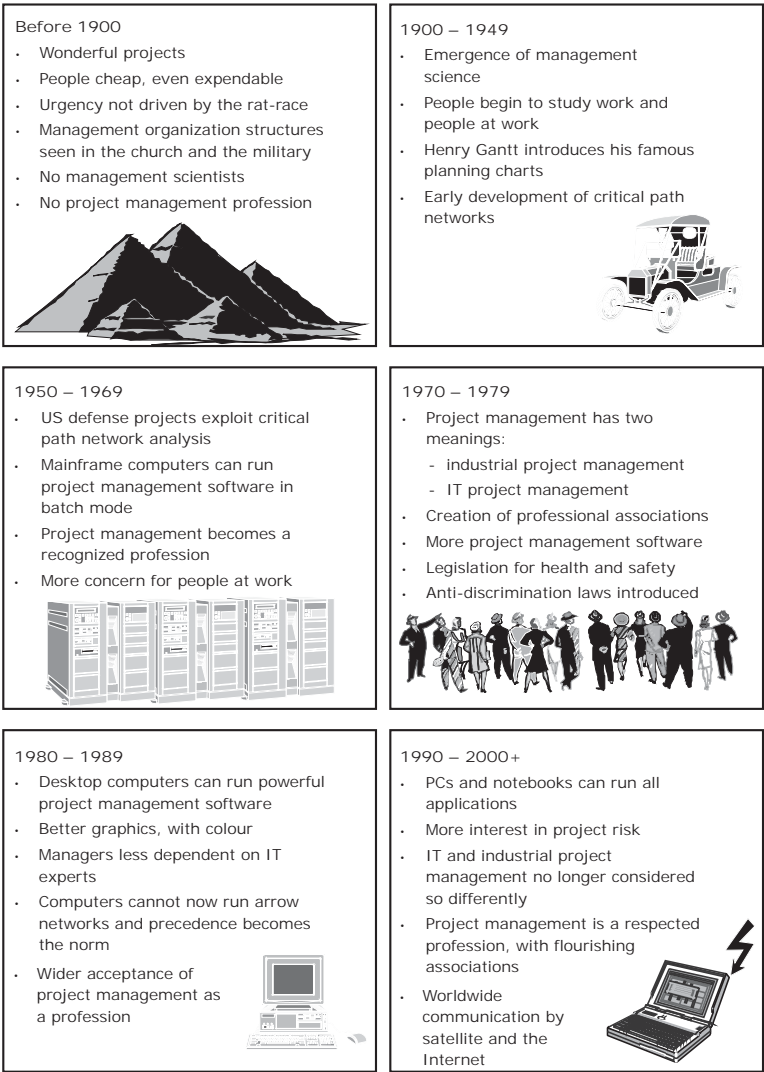 Before 1900
• Wonderful projects
• People cheap, even expendable
• Urgency not driven by the rat-race
• Management organization structures
seen in the church and the military
• No management scientists
• No project management profession
1900 – 1949
• Emergence of management
science
• People begin to study work and
people at work
• Henry Gantt introduces his famous
planning charts
• Early development of critical path
networks
1950 – 1969
• US defense projects exploit critical
path network analysis
• Mainframe computers can run
project management software in
batch mode
• Project management becomes a
recognized profession
• More concern for people at work
1970 – 1979
• Project management has two
meanings:
- industrial project management
- IT project management
• Creation of professional associations
• More project management software
• Legislation for health and safety
• Anti-discrimination laws introduced
1980 – 1989
• Desktop computers can run powerful
project management software
• Better graphics, with colour
• Managers less dependent on IT
experts
• Computers cannot now run arrow
networks and precedence becomes
the norm
• Wider acceptance of
project management as
a profession
1990 – 2000+
• PCs and notebooks can run all
applications
• More interest in project risk
• IT and industrial project
management no longer considered
so differently
• Project management is a respected
profession, with flourishing
associations
• Worldwide
communication by
satellite and the
Internet